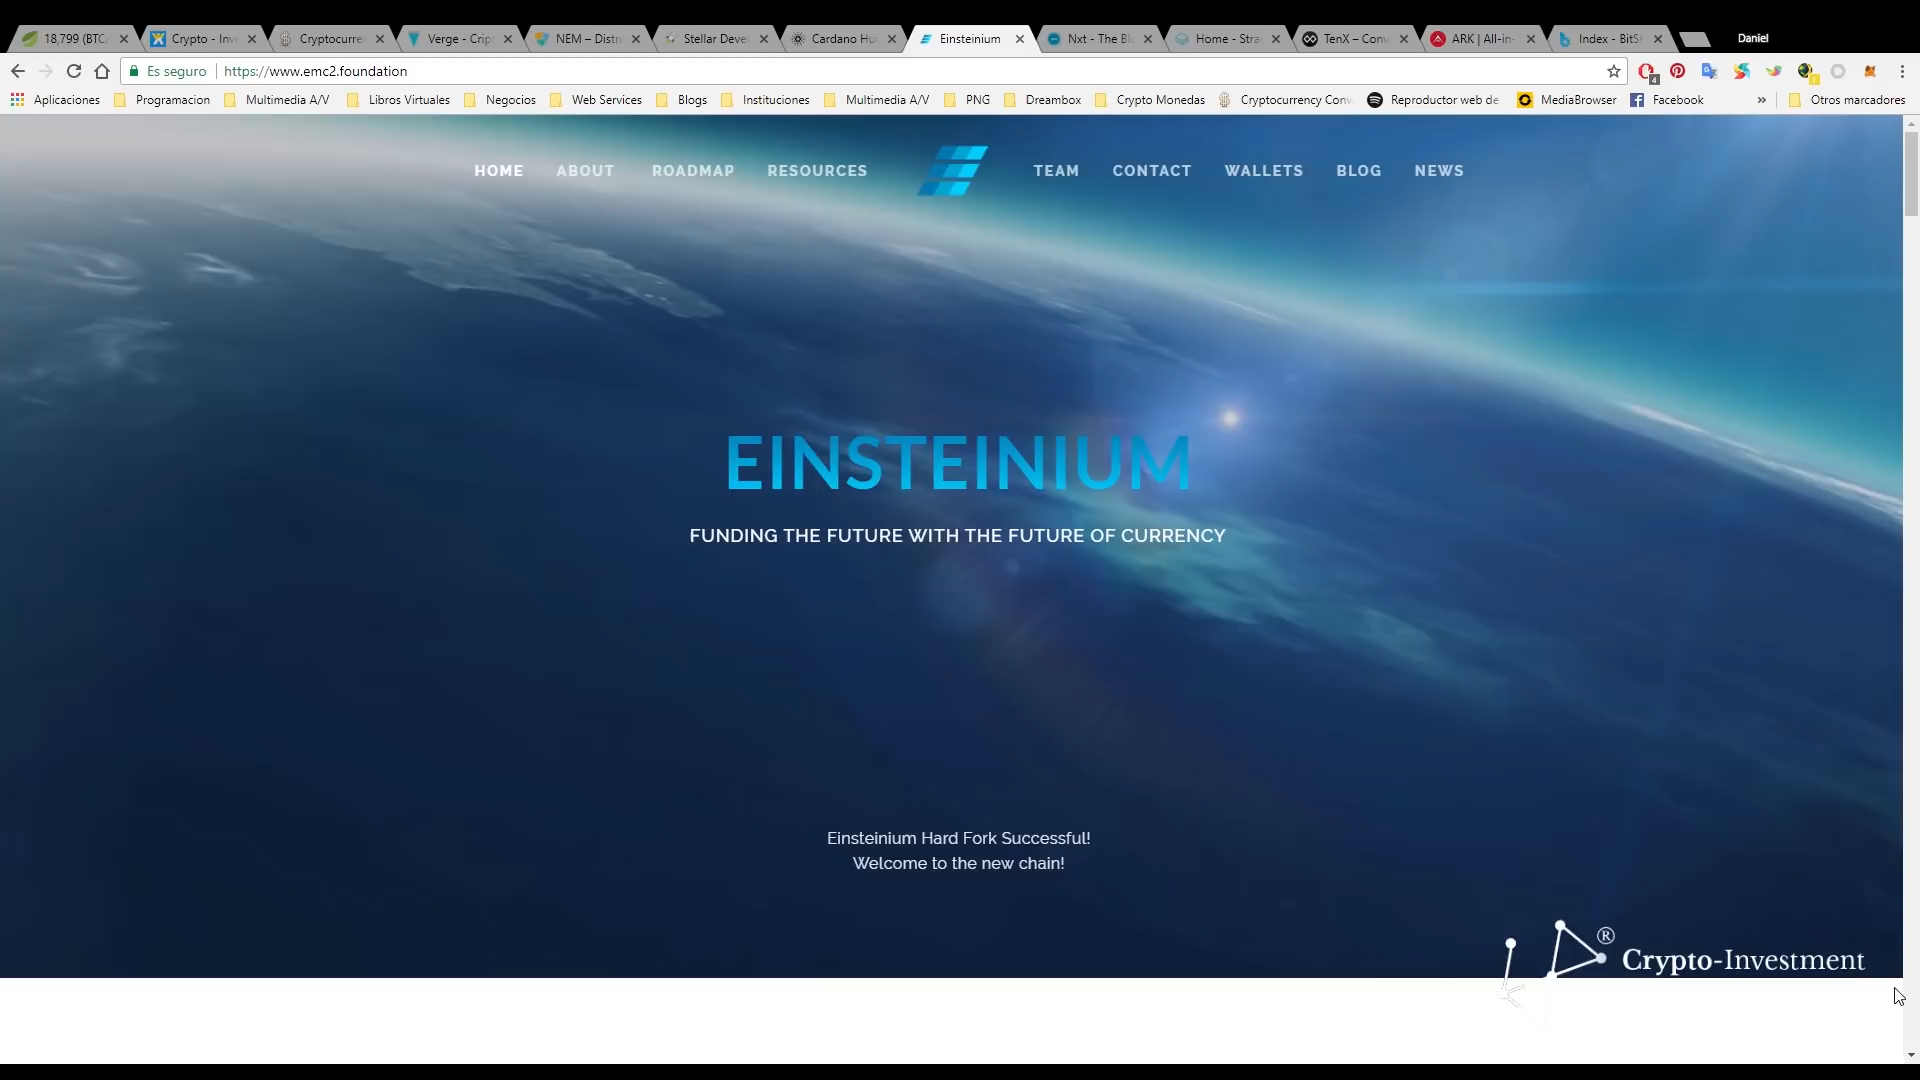 18,799 (BTC
Crypto - Inv
Cryptocurre
Verge - Crip
NEM – Distri
Stellar Deve
Cardano Hu
Einsteinium
Nxt - The Bl
Home - Stra
TenX – Con
ARK | All-in-
Index - BitS
Daniel
Es seguro
https://www.emc2.foundation
Aplicaciones
Programacion
Multimedia A/V
Libros Virtuales
Negocios
Web Services
Blogs
Instituciones
Multimedia A/V
PNG
Dreambox
Crypto Monedas
Cryptocurrency Conv
Reproductor web de
MediaBrowser
Facebook
»
Otros marcadores
HOME
ABOUT
ROADMAP
RESOURCES
TEAM
CONTACT
WALLETS
BLOG
NEWS
EINSTEINIUM
FUNDING THE FUTURE WITH THE FUTURE OF CURRENCY
Einsteinium Hard Fork Successful!
Welcome to the new chain!
® Crypto-Investment